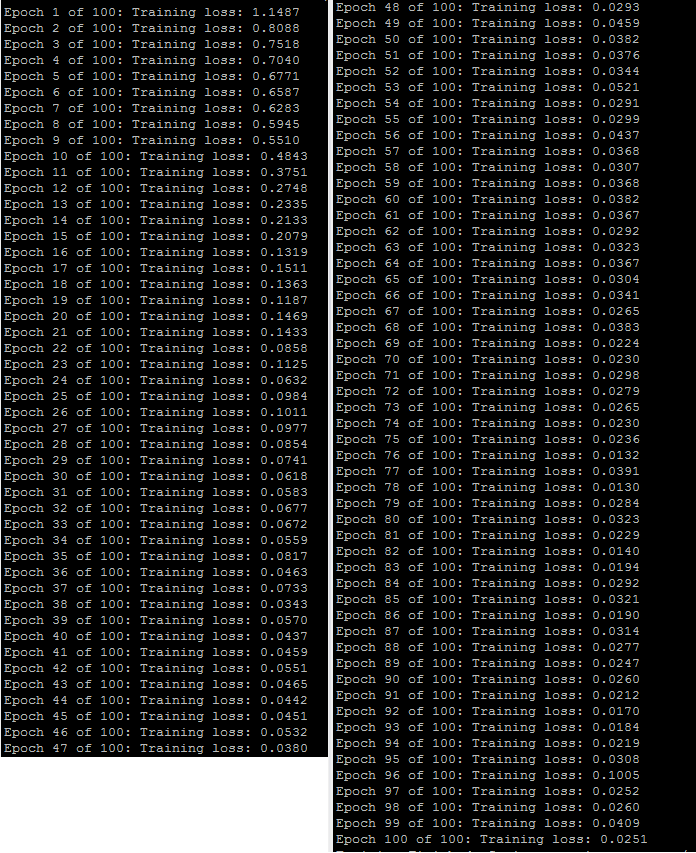 Epoch 1 of 100: Training loss: 1.1487
Epoch 2 of 100: Training loss: 0.8088
Epoch 3 of 100: Training loss: 0.7518
Epoch 4 of 100: Training loss: 0.7040
Epoch 5 of 100: Training loss: 0.6771
Epoch 6 of 100: Training loss: 0.6587
Epoch 7 of 100: Training loss: 0.6283
Epoch 8 of 100: Training loss: 0.5945
Epoch 9 of 100: Training loss: 0.5510
Epoch 10 of 100: Training loss: 0.4843
Epoch 11 of 100: Training loss: 0.3751
Epoch 12 of 100: Training loss: 0.2748
Epoch 13 of 100: Training loss: 0.2335
Epoch 14 of 100: Training loss: 0.2133
Epoch 15 of 100: Training loss: 0.2079
Epoch 16 of 100: Training loss: 0.1319
Epoch 17 of 100: Training loss: 0.1511
Epoch 18 of 100: Training loss: 0.1363
Epoch 19 of 100: Training loss: 0.1187
Epoch 20 of 100: Training loss: 0.1469
Epoch 21 of 100: Training loss: 0.1433
Epoch 22 of 100: Training loss: 0.0858
Epoch 23 of 100: Training loss: 0.1125
Epoch 24 of 100: Training loss: 0.0632
Epoch 25 of 100: Training loss: 0.0984
Epoch 26 of 100: Training loss: 0.1011
Epoch 27 of 100: Training loss: 0.0977
Epoch 28 of 100: Training loss: 0.0854
Epoch 29 of 100: Training loss: 0.0741
Epoch 30 of 100: Training loss: 0.0618
Epoch 31 of 100: Training loss: 0.0583
Epoch 32 of 100: Training loss: 0.0677
Epoch 33 of 100: Training loss: 0.0672
Epoch 34 of 100: Training loss: 0.0559
Epoch 35 of 100: Training loss: 0.0817
Epoch 36 of 100: Training loss: 0.0463
Epoch 37 of 100: Training loss: 0.0733
Epoch 38 of 100: Training loss: 0.0343
Epoch 39 of 100: Training loss: 0.0570
Epoch 40 of 100: Training loss: 0.0437
Epoch 41 of 100: Training loss: 0.0459
Epoch 42 of 100: Training loss: 0.0551
Epoch 43 of 100: Training loss: 0.0465
Epoch 44 of 100: Training loss: 0.0442
Epoch 45 of 100: Training loss: 0.0451
Epoch 46 of 100: Training loss: 0.0532
Epoch 47 of 100: Training loss: 0.0380
Epoch 48 of 100: Training loss: 0.0293
Epoch 49 of 100: Training loss: 0.0459
Epoch 50 of 100: Training loss: 0.0382
Epoch 51 of 100: Training loss: 0.0376
Epoch 52 of 100: Training loss: 0.0344
Epoch 53 of 100: Training loss: 0.0521
Epoch 54 of 100: Training loss: 0.0291
Epoch 55 of 100: Training loss: 0.0299
Epoch 56 of 100: Training loss: 0.0437
Epoch 57 of 100: Training loss: 0.0368
Epoch 58 of 100: Training loss: 0.0307
Epoch 59 of 100: Training loss: 0.0368
Epoch 60 of 100: Training loss: 0.0382
Epoch 61 of 100: Training loss: 0.0367
Epoch 62 of 100: Training loss: 0.0292
Epoch 63 of 100: Training loss: 0.0323
Epoch 64 of 100: Training loss: 0.0367
Epoch 65 of 100: Training loss: 0.0304
Epoch 66 of 100: Training loss: 0.0341
Epoch 67 of 100: Training loss: 0.0265
Epoch 68 of 100: Training loss: 0.0383
Epoch 69 of 100: Training loss: 0.0224
Epoch 70 of 100: Training loss: 0.0230
Epoch 71 of 100: Training loss: 0.0298
Epoch 72 of 100: Training loss: 0.0279
Epoch 73 of 100: Training loss: 0.0265
Epoch 74 of 100: Training loss: 0.0230
Epoch 75 of 100: Training loss: 0.0236
Epoch 76 of 100: Training loss: 0.0132
Epoch 77 of 100: Training loss: 0.0391
Epoch 78 of 100: Training loss: 0.0130
Epoch 79 of 100: Training loss: 0.0284
Epoch 80 of 100: Training loss: 0.0323
Epoch 81 of 100: Training loss: 0.0229
Epoch 82 of 100: Training loss: 0.0140
Epoch 83 of 100: Training loss: 0.0194
Epoch 84 of 100: Training loss: 0.0292
Epoch 85 of 100: Training loss: 0.0321
Epoch 86 of 100: Training loss: 0.0190
Epoch 87 of 100: Training loss: 0.0314
Epoch 88 of 100: Training loss: 0.0277
Epoch 89 of 100: Training loss: 0.0247
Epoch 90 of 100: Training loss: 0.0260
Epoch 91 of 100: Training loss: 0.0212
Epoch 92 of 100: Training loss: 0.0170
Epoch 93 of 100: Training loss: 0.0184
Epoch 94 of 100: Training loss: 0.0219
Epoch 95 of 100: Training loss: 0.0308
Epoch 96 of 100: Training loss: 0.1005
Epoch 97 of 100: Training loss: 0.0252
Epoch 98 of 100: Training loss: 0.0260
Epoch 99 of 100: Training loss: 0.0409
Epoch 100 of 100: Training loss: 0.0251